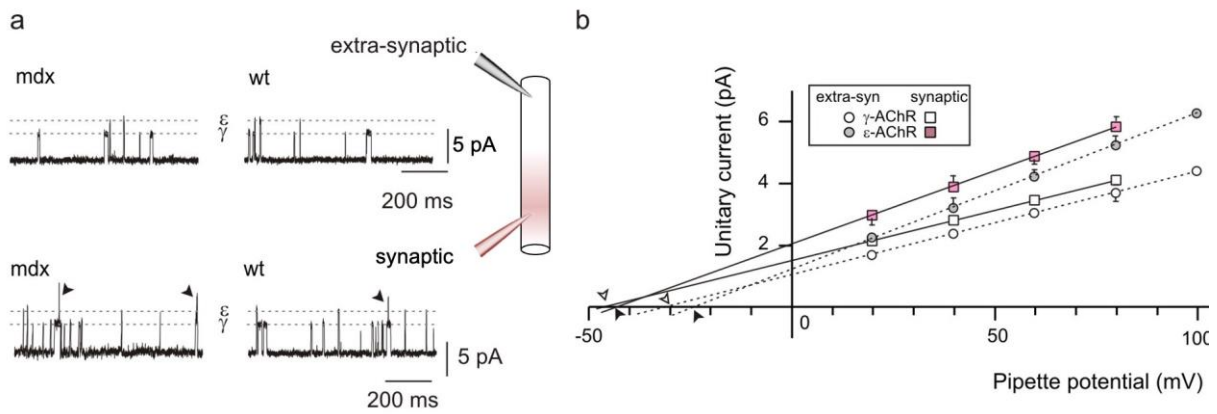 a
extra-synaptic
mdx
wt
ε
γ
5 pA
200 ms
synaptic
mdx
wt
ε
γ
5 pA
200 ms
b
Unitary current (pA)
extra-syn synaptic
γ-AChR
ε-AChR
6
4
2
-50 0 50 100
Pipette potential (mV)